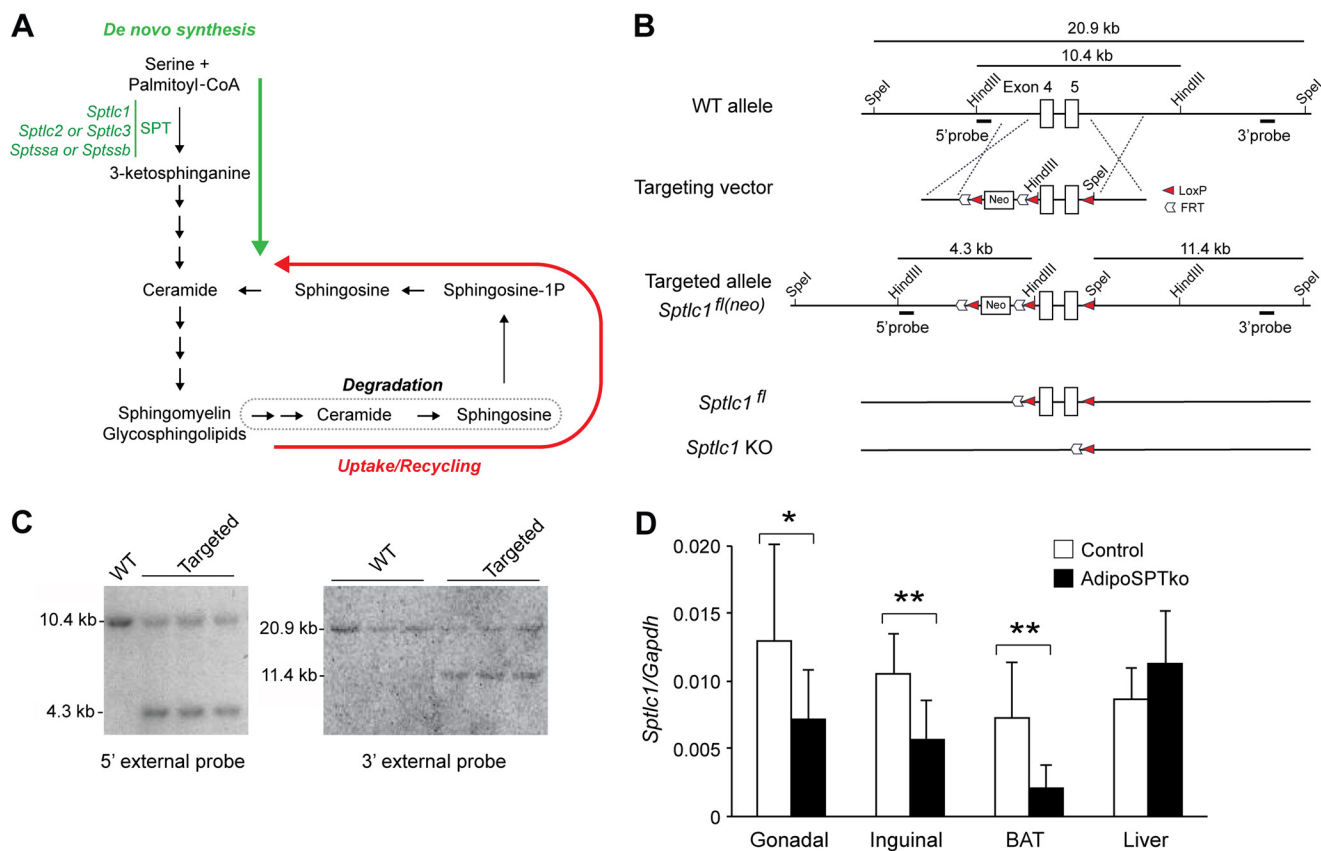 A
De novo synthesis
Serine +
Palmitoyl-CoA
Sptlc1
Sptlc2 or Sptlc3
Sptssa or Sptssb
SPT
3-ketosphinganine
Ceramide
Sphingosine
Sphingosine-1P
Degradation
Sphingomyelin
Glycosphingolipids
Ceramide
Sphingosine
Uptake/Recycling
B
20.9 kb
10.4 kb
WT allele
SpeI
HindIII
Exon 4
5
HindIII
SpeI
5'probe
3'probe
Targeting vector
Neo
HindIII
SpeI
LoxP
FRT
4.3 kb
11.4 kb
Targeted allele
Sptlc1 fl(neo)
SpeI
HindIII
Neo
HindIII
SpeI
HindIII
SpeI
5'probe
3'probe
Sptlc1 fl
Sptlc1 KO
C
WT
Targeted
10.4 kb
4.3 kb
5' external probe
WT
Targeted
20.9 kb
11.4 kb
3' external probe
D
Sptlc1/Gapdh
0.020
0.015
0.010
0.005
0
*
**
**
Control
AdipoSPTko
Gonadal
Inguinal
BAT
Liver